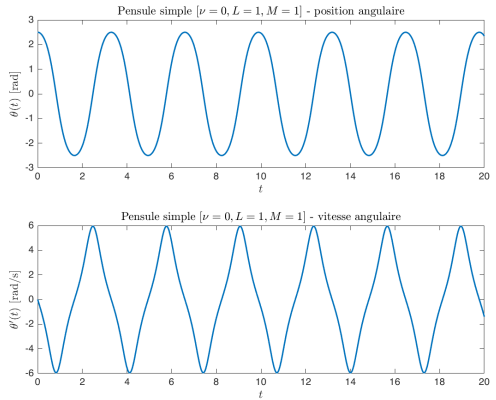 Pensule simple [ν = 0, L = 1, M = 1] - position angulaire
θ(t) [rad]
3
2
1
0
-1
-2
-3
0 2 4 6 8 10 12 14 16 18 20
t
Pensule simple [ν = 0, L = 1, M = 1] - vitesse angulaire
θ′(t) [rad/s]
6
4
2
0
-2
-4
-6
0 2 4 6 8 10 12 14 16 18 20
t